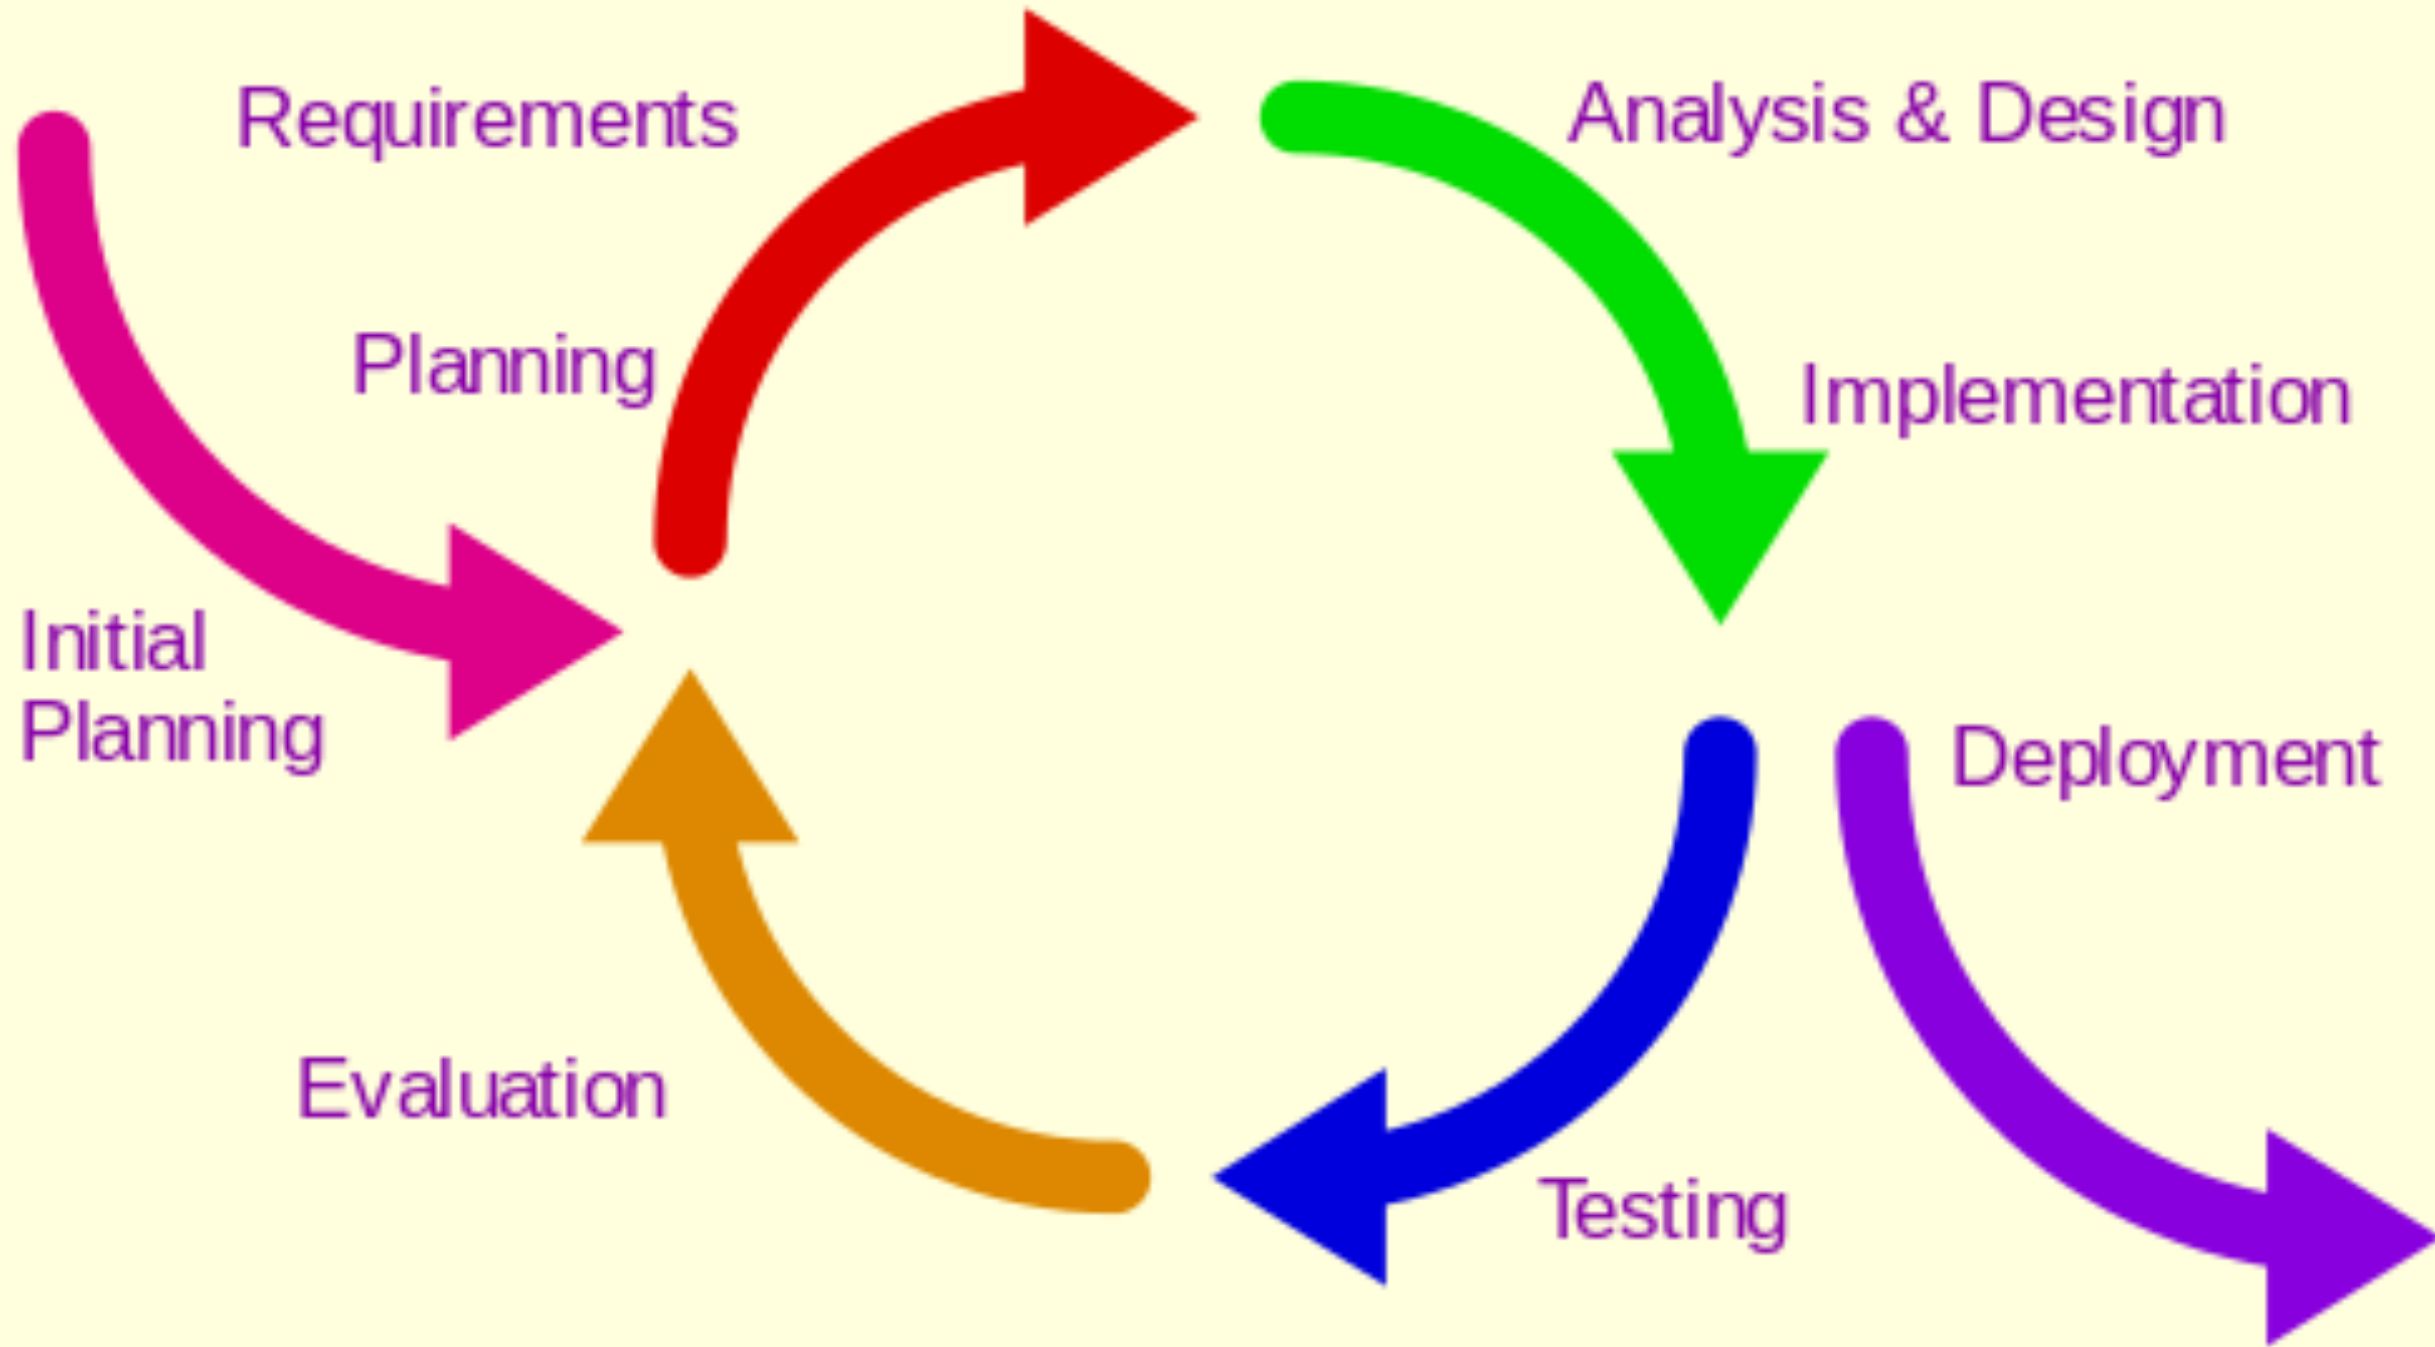 Requirements
Analysis & Design
Planning
Implementation
Initial
Planning
Deployment
Evaluation
Testing